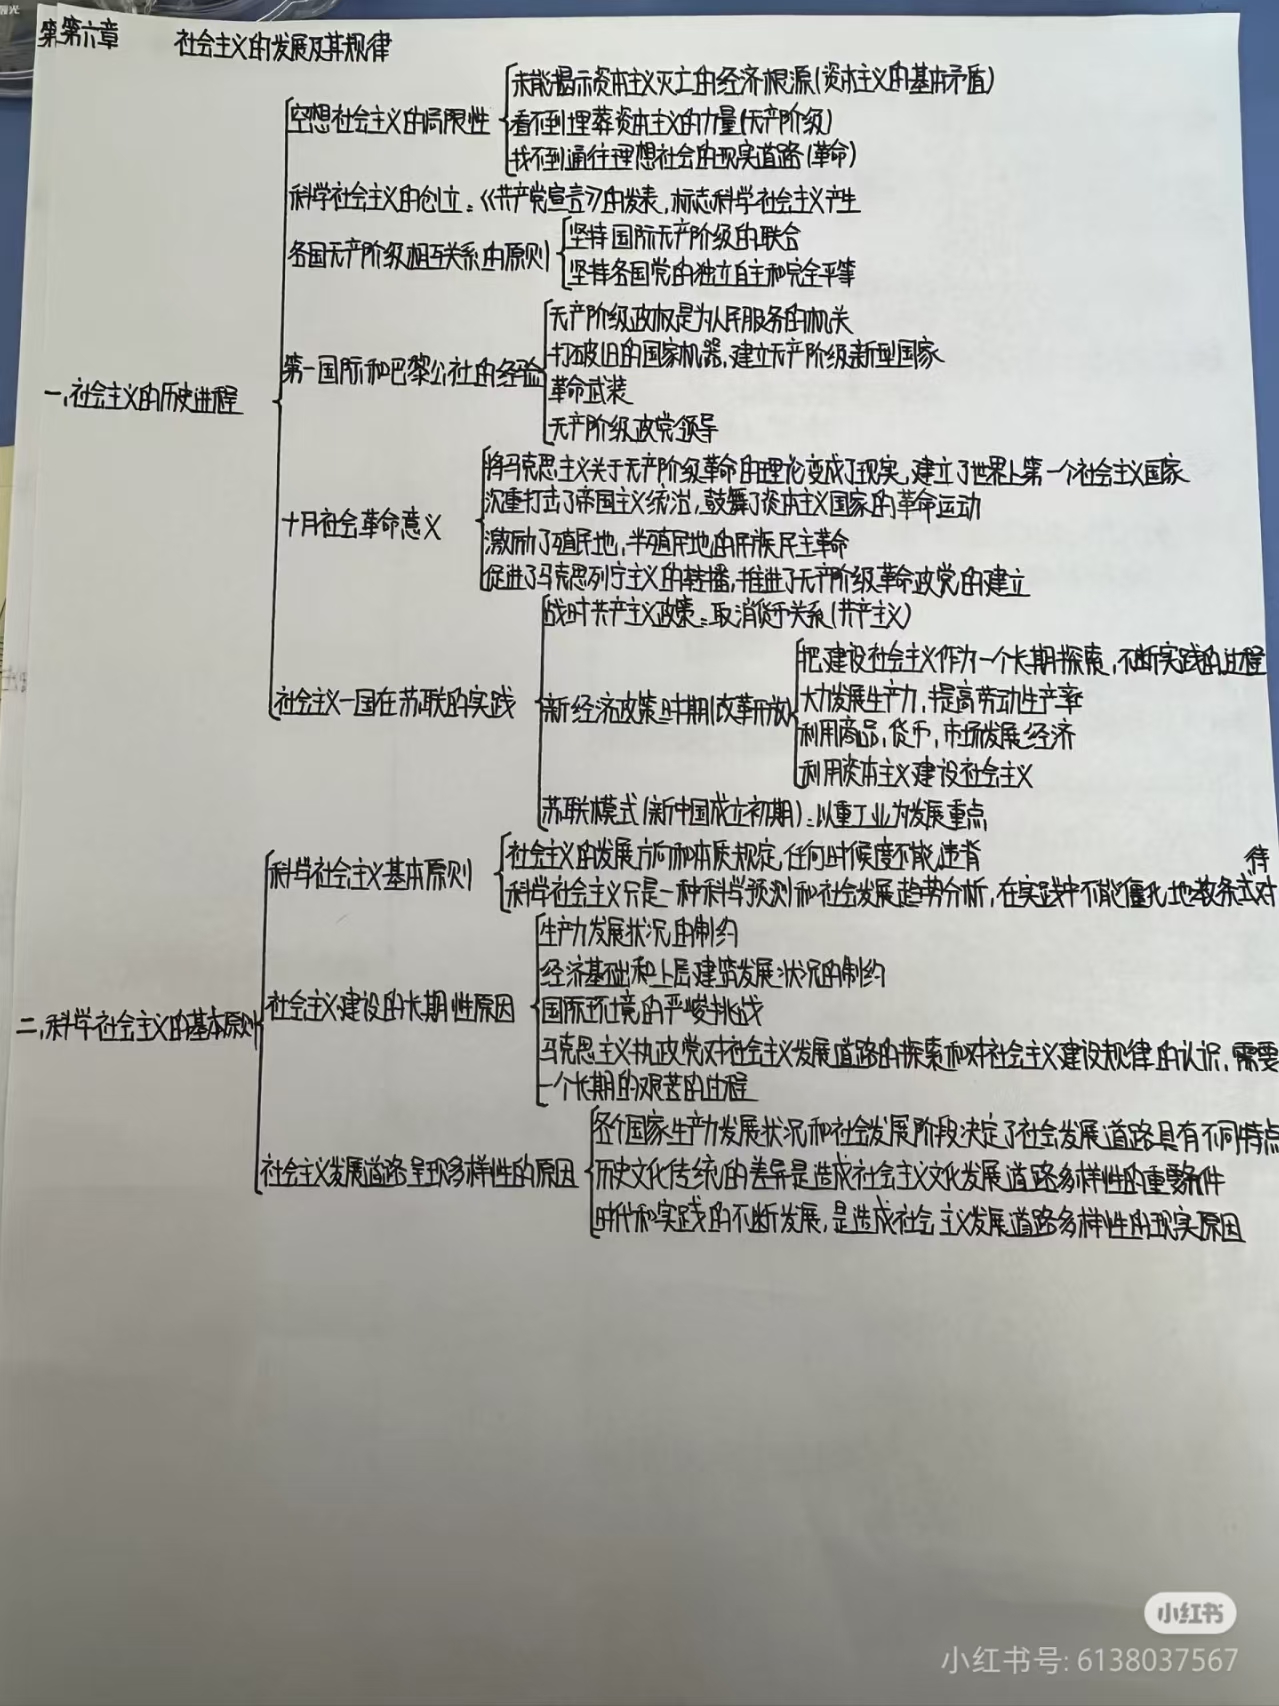 第六章 社会主义的发展及其规律
一、社会主义的历史进程
空想社会主义的局限性
未能揭示资本主义灭亡的经济根源(资本主义的基本矛盾)
看不到埋葬资本主义的力量(无产阶级)
找不到通往理想社会的现实道路(革命)
科学社会主义的创立:《共产党宣言》的发表,标志科学社会主义产生
各国无产阶级相互关系的原则
坚持国际无产阶级的联合
坚持各国党的独立自主和完全平等
第一国际和巴黎公社的经验
无产阶级政权是为人民服务的机关
打破旧的国家机器,建立无产阶级新型国家
革命武装
无产阶级政党领导
十月社会革命意义
将马克思主义关于无产阶级革命的理论变成了现实,建立了世界上第一个社会主义国家
沉重打击了帝国主义统治,鼓舞了资本主义国家的革命运动
激励了殖民地,半殖民地的民族民主革命
促进了马克思列宁主义的转播,推进了无产阶级革命政党的建立
社会主义一国在苏联的实践
战时共产主义政策:取消货币关系(共产主义)
新经济政策时期(改革开放)
把建设社会主义作为一个长期探索,不断实践的过程
大力发展生产力,提高劳动生产率
利用商品,货币,市场发展经济
利用资本主义建设社会主义
苏联模式(新中国成立初期):以重工业为发展重点
二、科学社会主义的基本原则
科学社会主义基本原则
社会主义的发展方向和本质规定,任何时候度不能违背
科学社会主义只是一种科学预测和社会发展趋势分析,在实践中不能僵化地教条式对待
社会主义建设的长期性原因
生产力发展状况的制约
经济基础和上层建筑发展状况的制约
国际环境的严峻挑战
马克思主义执政党对社会主义发展道路的探索和对社会主义建设规律的认识,需要
一个长期的艰苦的过程
社会主义发展道路呈现多样性的原因
各个国家生产力发展状况和社会发展阶段决定了社会发展道路具有不同特点
历史文化传统的差异是造成社会主义文化发展道路多样性的重要条件
时代和实践的不断发展,是造成社会主义发展道路多样性的现实原因
小红书
小红书号: 6138037567